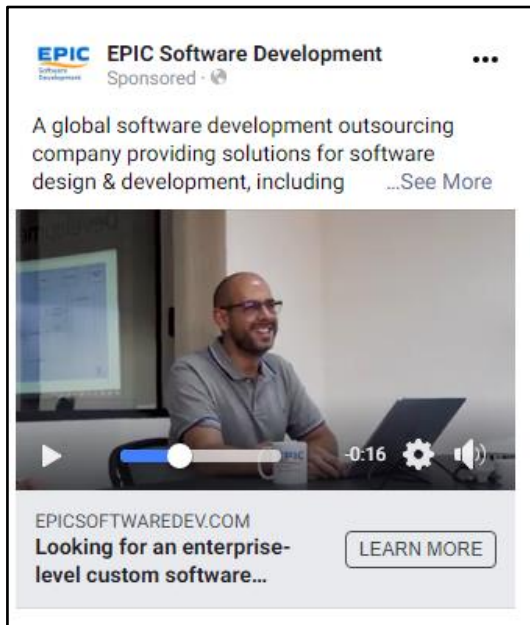 EPIC
Software
Development
EPIC Software Development
Sponsored ·
A global software development outsourcing
company providing solutions for software
design & development, including ...See More
-0:16
EPIC
EPICSOFTWAREDEV.COM
Looking for an enterprise-
level custom software...
LEARN MORE